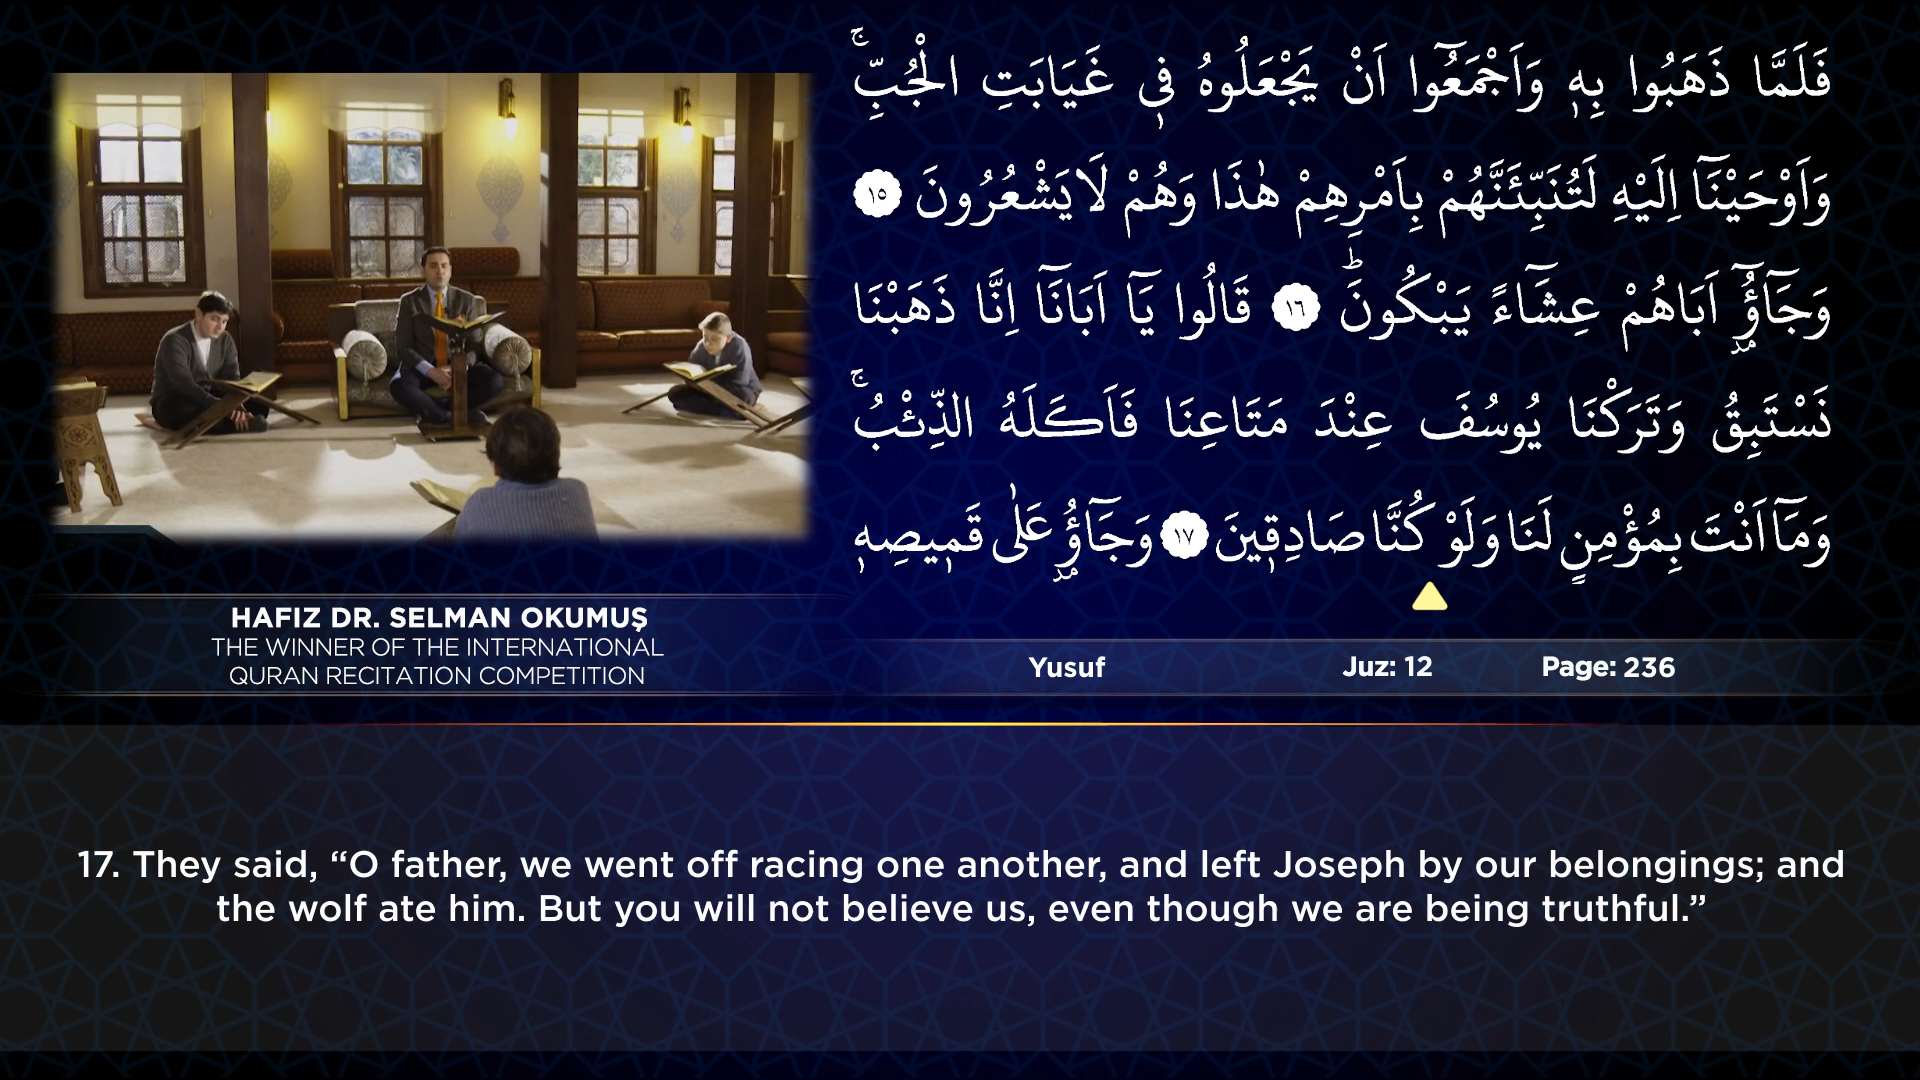 فَلَمَّا ذَهَبُوا بِهٖ وَاَجْمَعُٓوا اَنْ يَجْعَلُوهُ فٖي غَيَابَتِ الْجُبِّۚ
وَاَوْحَيْنَٓا اِلَيْهِ لَتُنَبِّئَنَّهُمْ بِاَمْرِهِمْ هٰذَا وَهُمْ لَا يَشْعُرُونَ ١٥
وَجَٓاؤُٓ اَبَاهُمْ عِشَٓاءً يَبْكُونَؕ ١٦ قَالُوا يَٓا اَبَانَٓا اِنَّا ذَهَبْنَا
نَسْتَبِقُ وَتَرَكْنَا يُوسُفَ عِنْدَ مَتَاعِنَا فَاَكَلَهُ الذِّئْبُۚ
وَمَٓا اَنْتَ بِمُؤْمِنٍ لَنَا وَلَوْ كُنَّا صَادِقٖينَ ١٧ وَجَٓاؤُ عَلٰى قَمٖيصِهٖ
مد
مد
HAFIZ DR. SELMAN OKUMUŞ
THE WINNER OF THE INTERNATIONAL
QURAN RECITATION COMPETITION
Yusuf Juz: 12 Page: 236
17. They said, “O father, we went off racing one another, and left Joseph by our belongings; and
the wolf ate him. But you will not believe us, even though we are being truthful.”